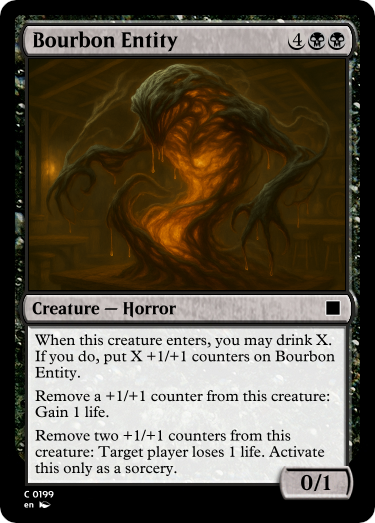 Bourbon Entity 4
Creature — Horror
When this creature enters, you may drink X.
If you do, put X +1/+1 counters on Bourbon
Entity.
Remove a +1/+1 counter from this creature:
Gain 1 life.
Remove two +1/+1 counters from this
creature: Target player loses 1 life. Activate
this only as a sorcery.
0/1
C 0199
en